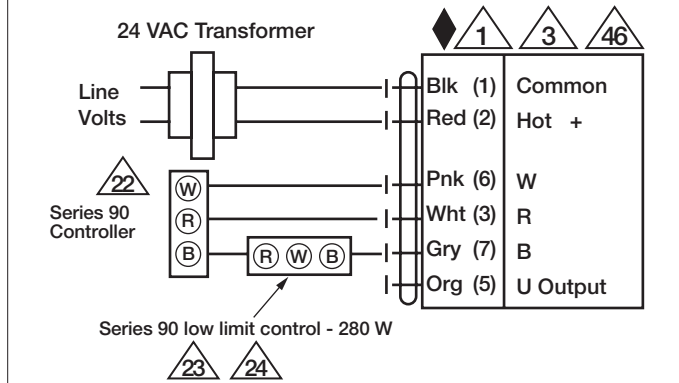 24 VAC Transformer
1 3 46
Line
Volts
Blk (1) Common
Red (2) Hot +
22
Series 90
Controller
W
R
B
R W B
Pnk (6) W
Wht (3) R
Gry (7) B
Org (5) U Output
Series 90 low limit control - 280 W
23 24